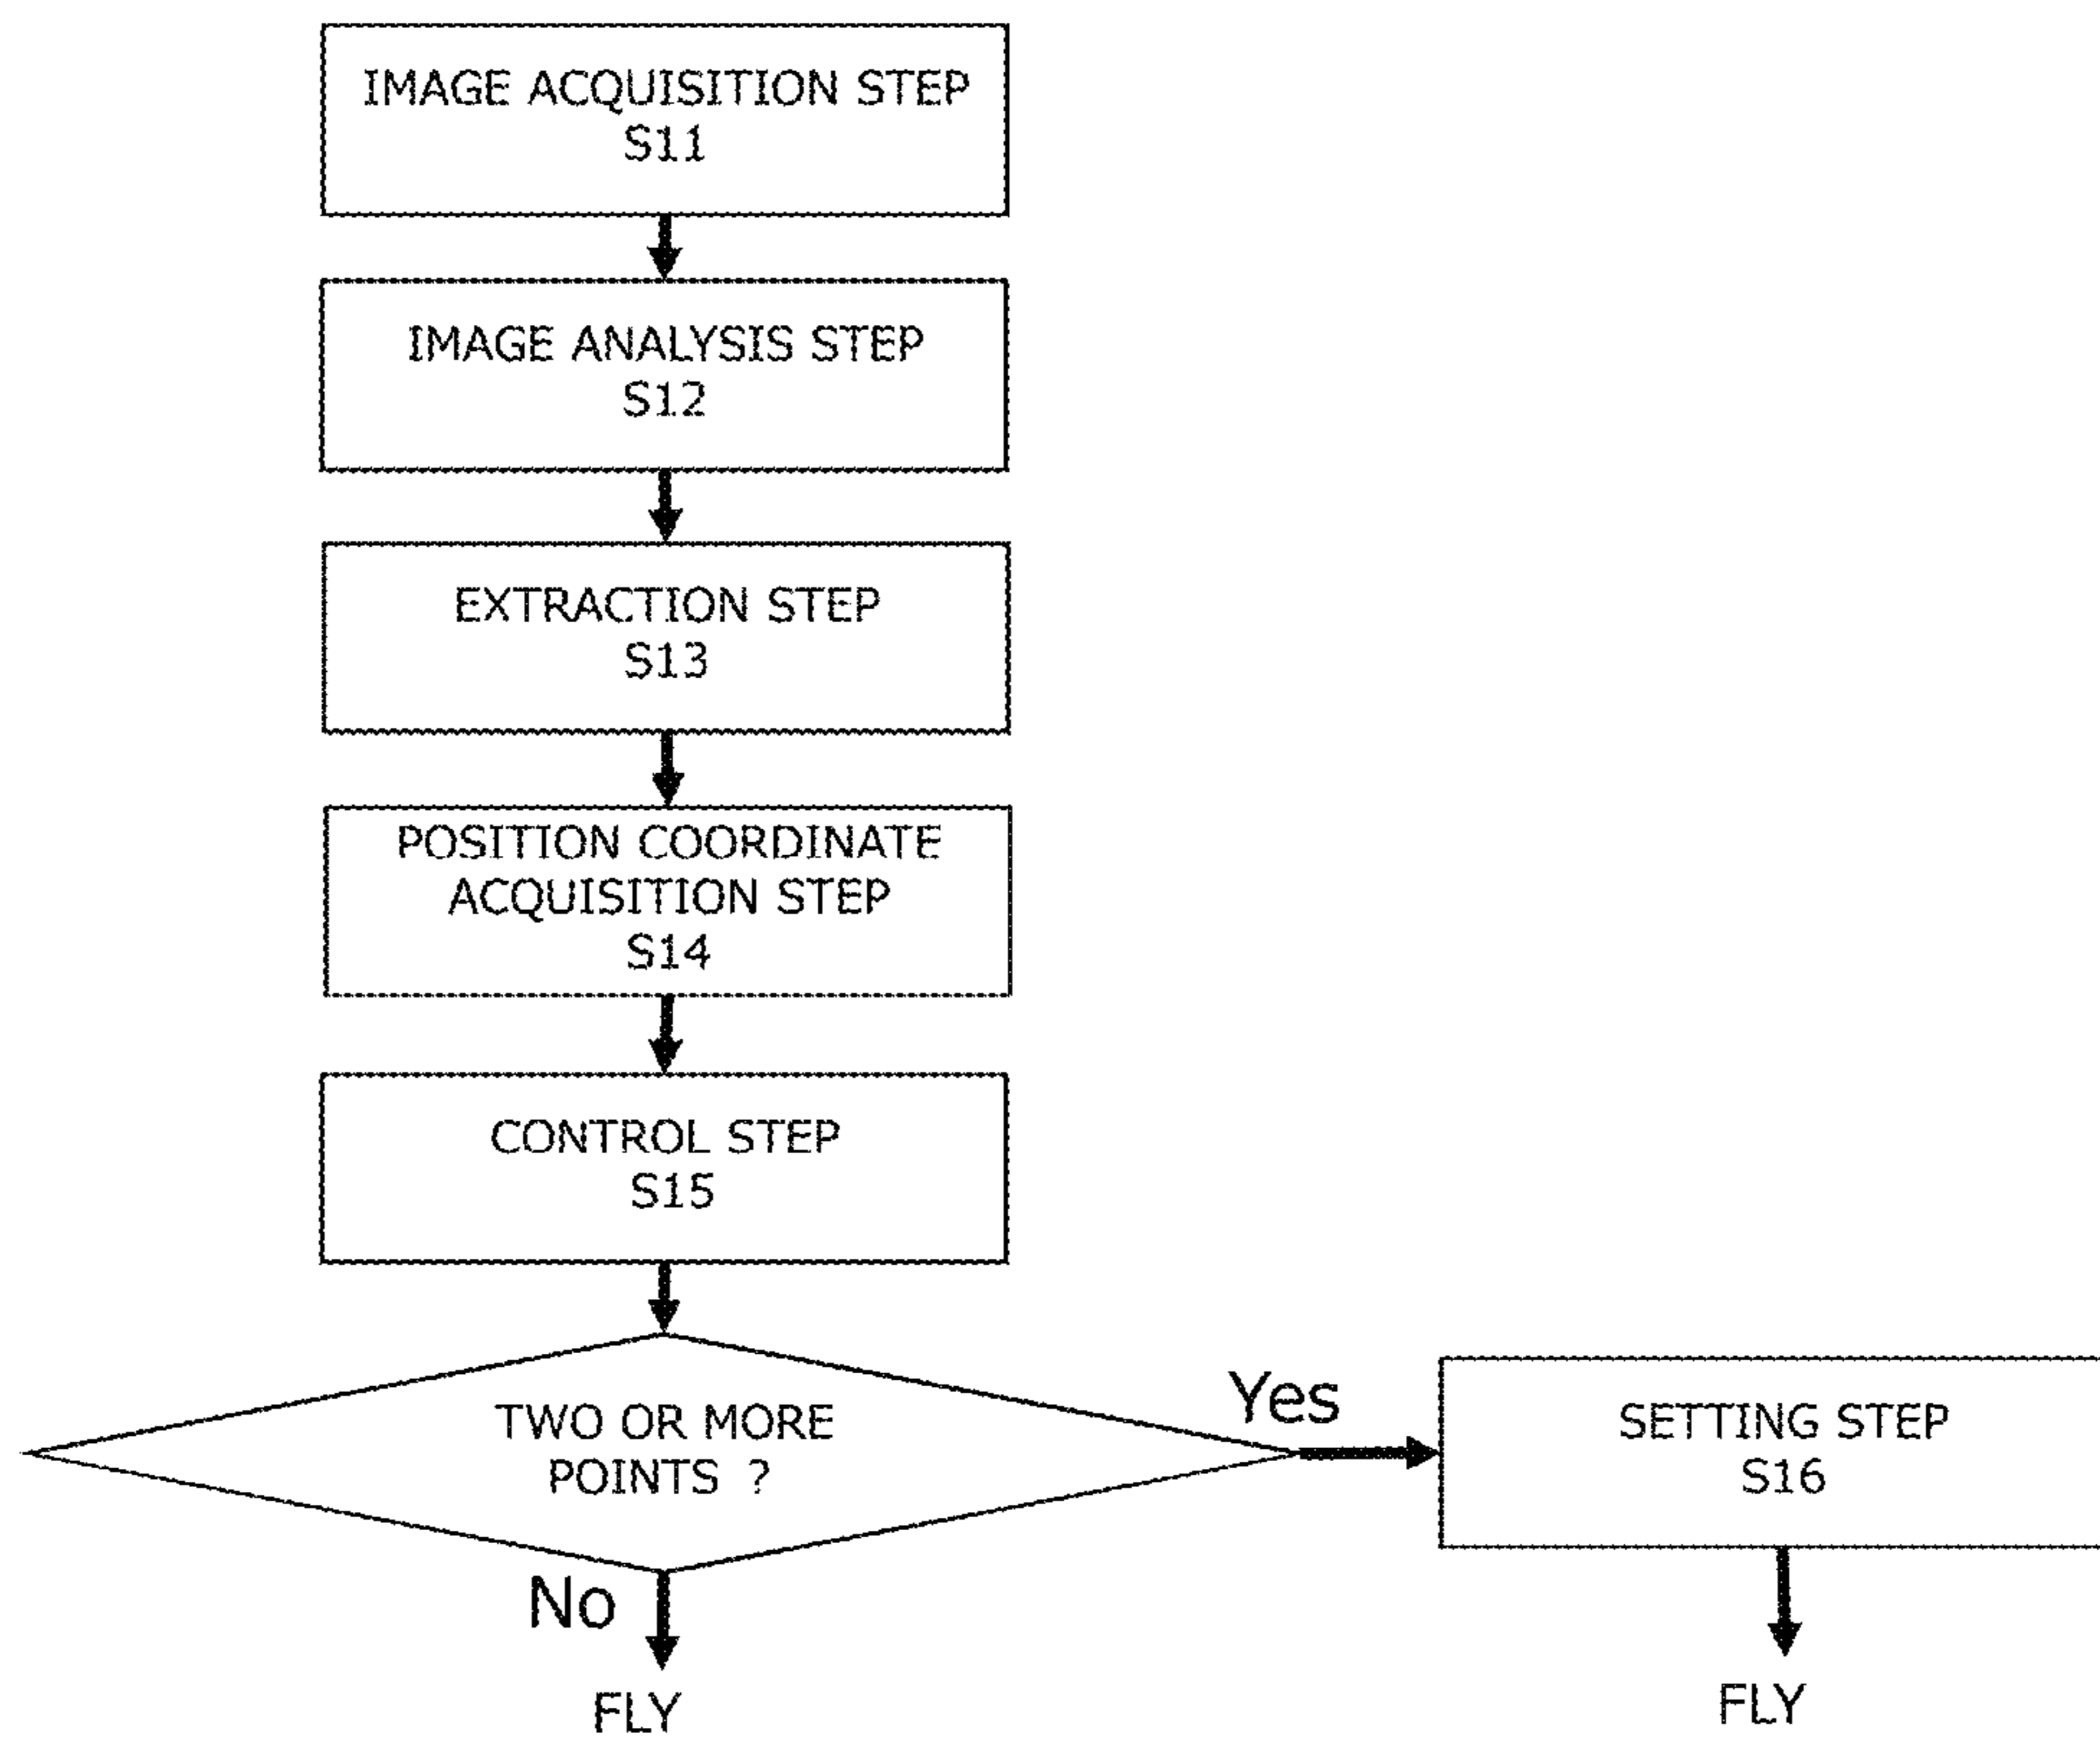 IMAGE ACQUISITION STEP
S11
IMAGE ANALYSIS STEP
S12
EXTRACTION STEP
S13
POSITION COORDINATE
ACQUISITION STEP
S14
CONTROL STEP
S15
TWO OR MORE
POINTS ?
Yes
SETTING STEP
S16
No
FLY
FLY